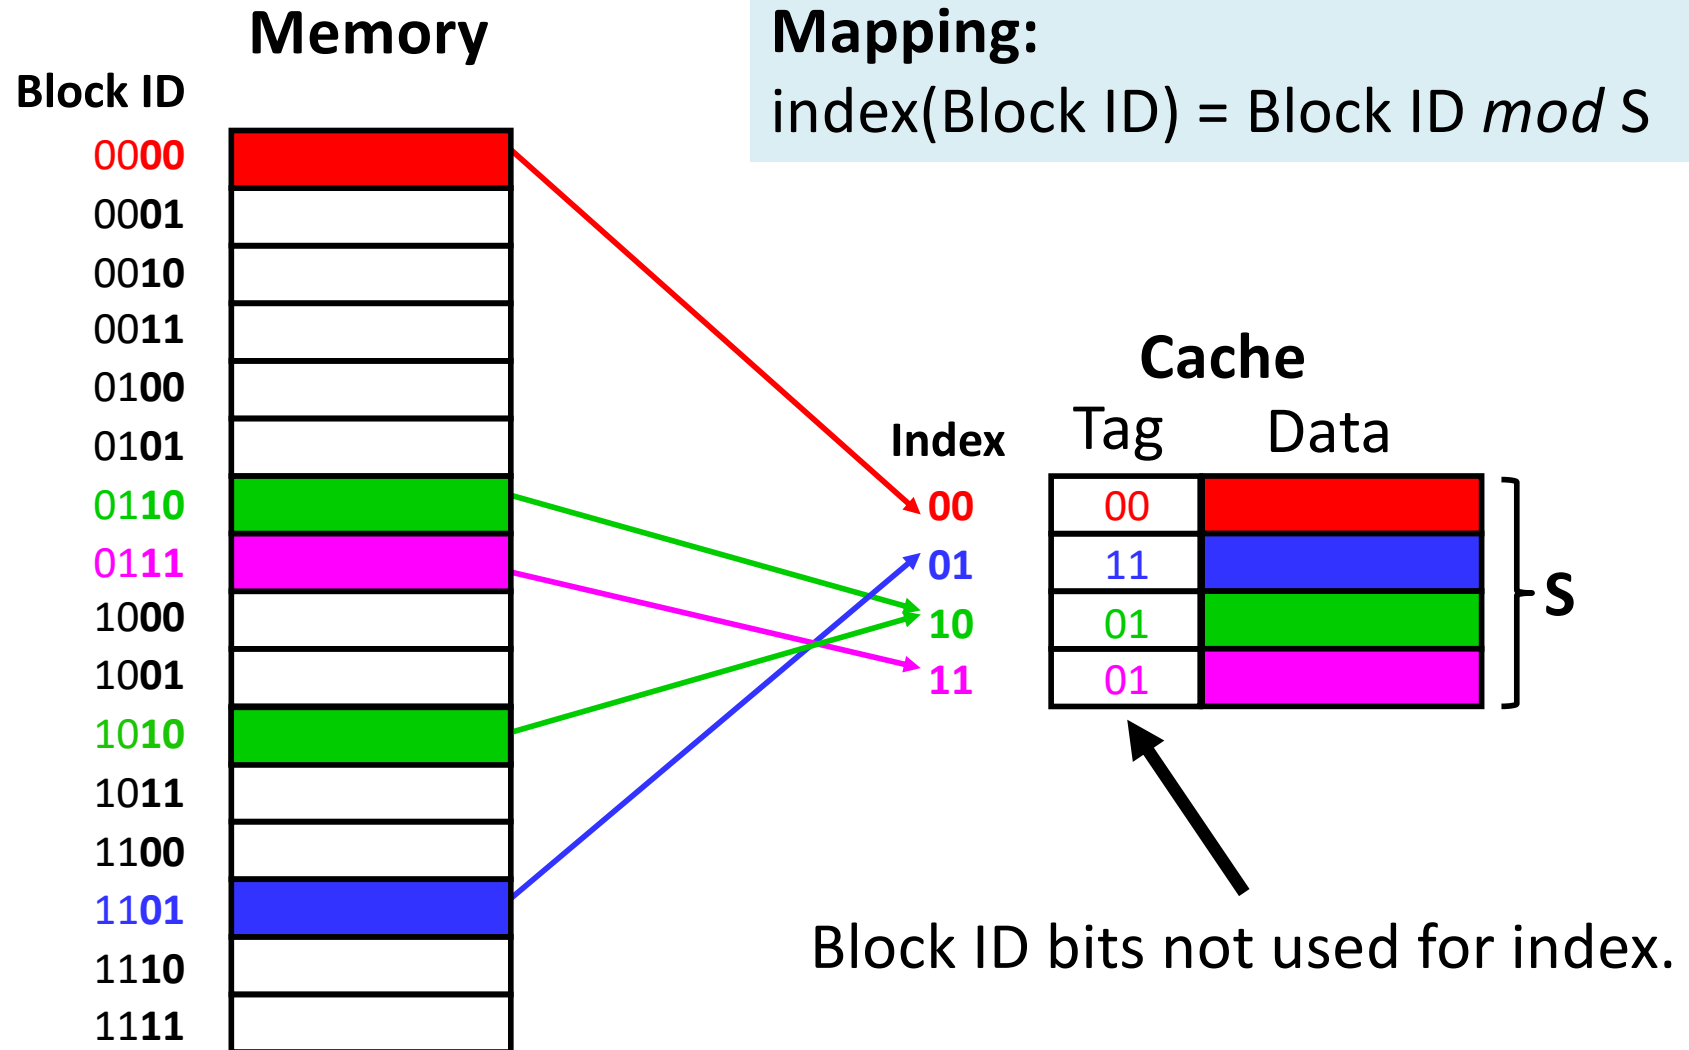 Memory
Mapping:
index(Block ID) = Block ID mod S
Block ID
0000
0001
0010
0011
0100
0101
0110
0111
1000
1001
1010
1011
1100
1101
1110
1111
Cache
Index Tag Data
00 00
01 11
10 01
11 01
S
Block ID bits not used for index.